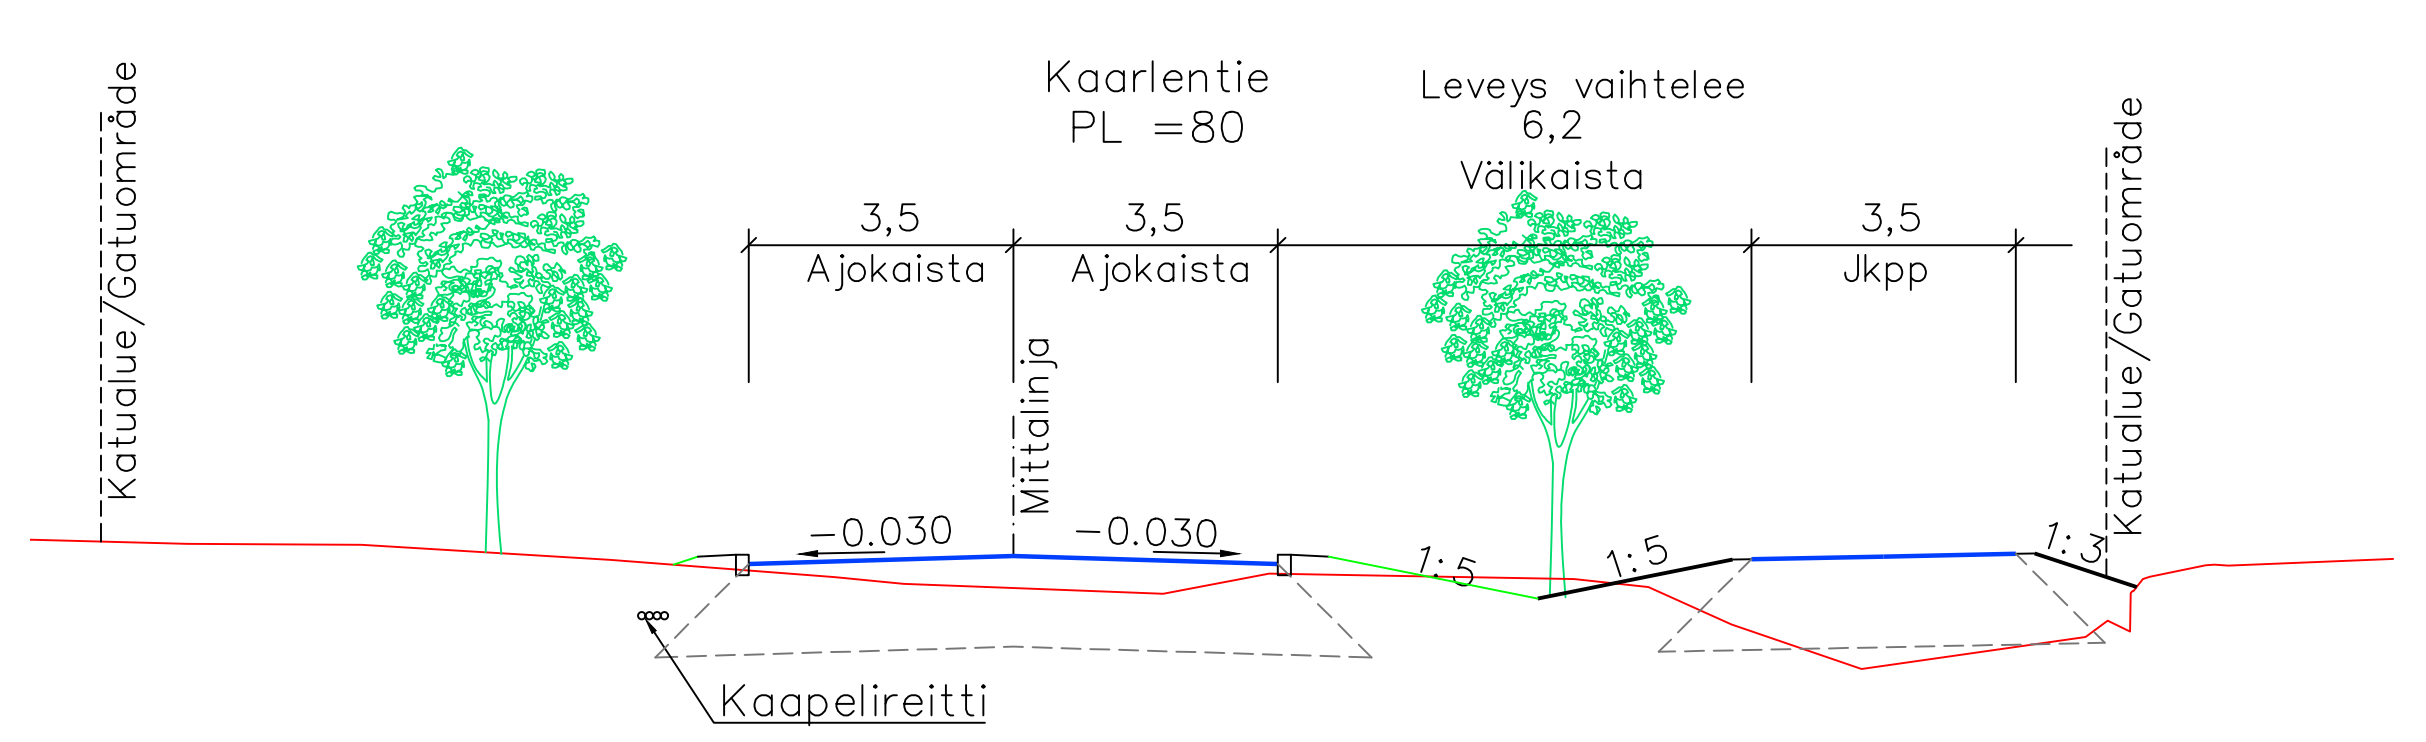 Katualue/Gatuområde
Kaarlentie
PL =80
Leveys vaihtelee
6,2
Välikaista
3,5
Ajokaista
3,5
Ajokaista
3,5
Jkpp
Katualue/Gatuområde
Mittalinja
-0.030
-0.030
1:5
1:5
1:3
Kaapelireitti